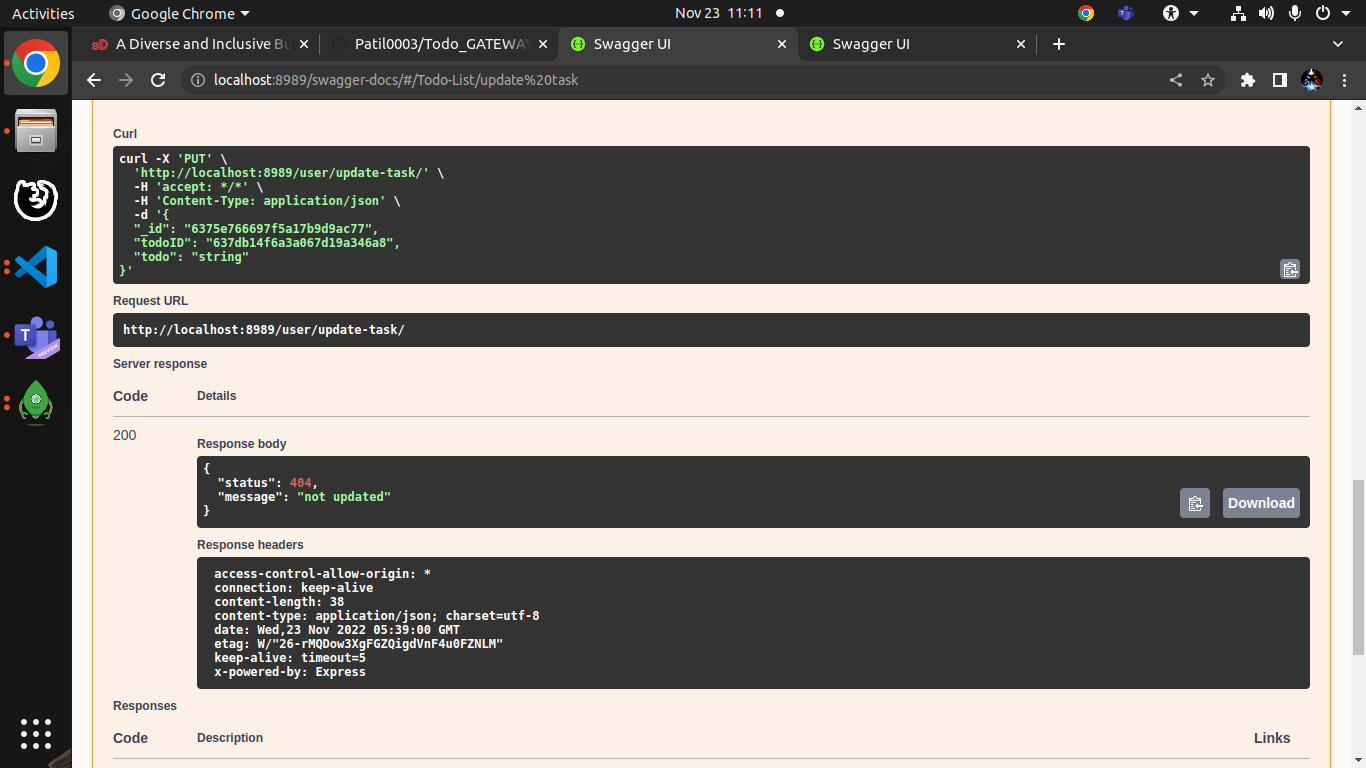 Activities
Google Chrome
Nov 23 11:11
sD
A Diverse and Inclusive Bu
Patil0003/Todo_GATEWAY
Swagger UI
Swagger UI
localhost:8989/swagger-docs/#/Todo-List/update%20task
Curl
curl -X 'PUT' \
'http://localhost:8989/user/update-task/' \
-H 'accept: */*' \
-H 'Content-Type: application/json' \
-d '{
"_id": "6375e766697f5a17b9d9ac77",
"todoID": "637db14f6a3a067d19a346a8",
"todo": "string"
}'
Request URL
http://localhost:8989/user/update-task/
Server response
Code Details
200
Response body
{
"status": 404,
"message": "not updated"
}
Download
Response headers
access-control-allow-origin: *
connection: keep-alive
content-length: 38
content-type: application/json; charset=utf-8
date: Wed,23 Nov 2022 05:39:00 GMT
etag: W/"26-rMQDow3XgFGZQigdVnF4u0FZNLM"
keep-alive: timeout=5
x-powered-by: Express
Responses
Code Description Links
T
PREVIEW